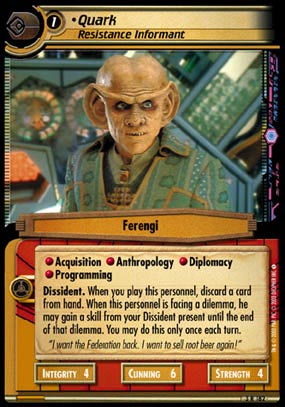 1
• Quark
Resistance Informant
Ferengi
• Acquisition • Anthropology • Diplomacy
• Programming
Dissident. When you play this personnel, discard a
card from hand. When this personnel is facing a dilemma, he
may gain a skill from your Dissident present until the end
of that dilemma. You may do this only once each turn.
"I want the Federation back. I want to sell root beer again!"
INTEGRITY 4 CUNNING 6 STRENGTH 4
3 R 182